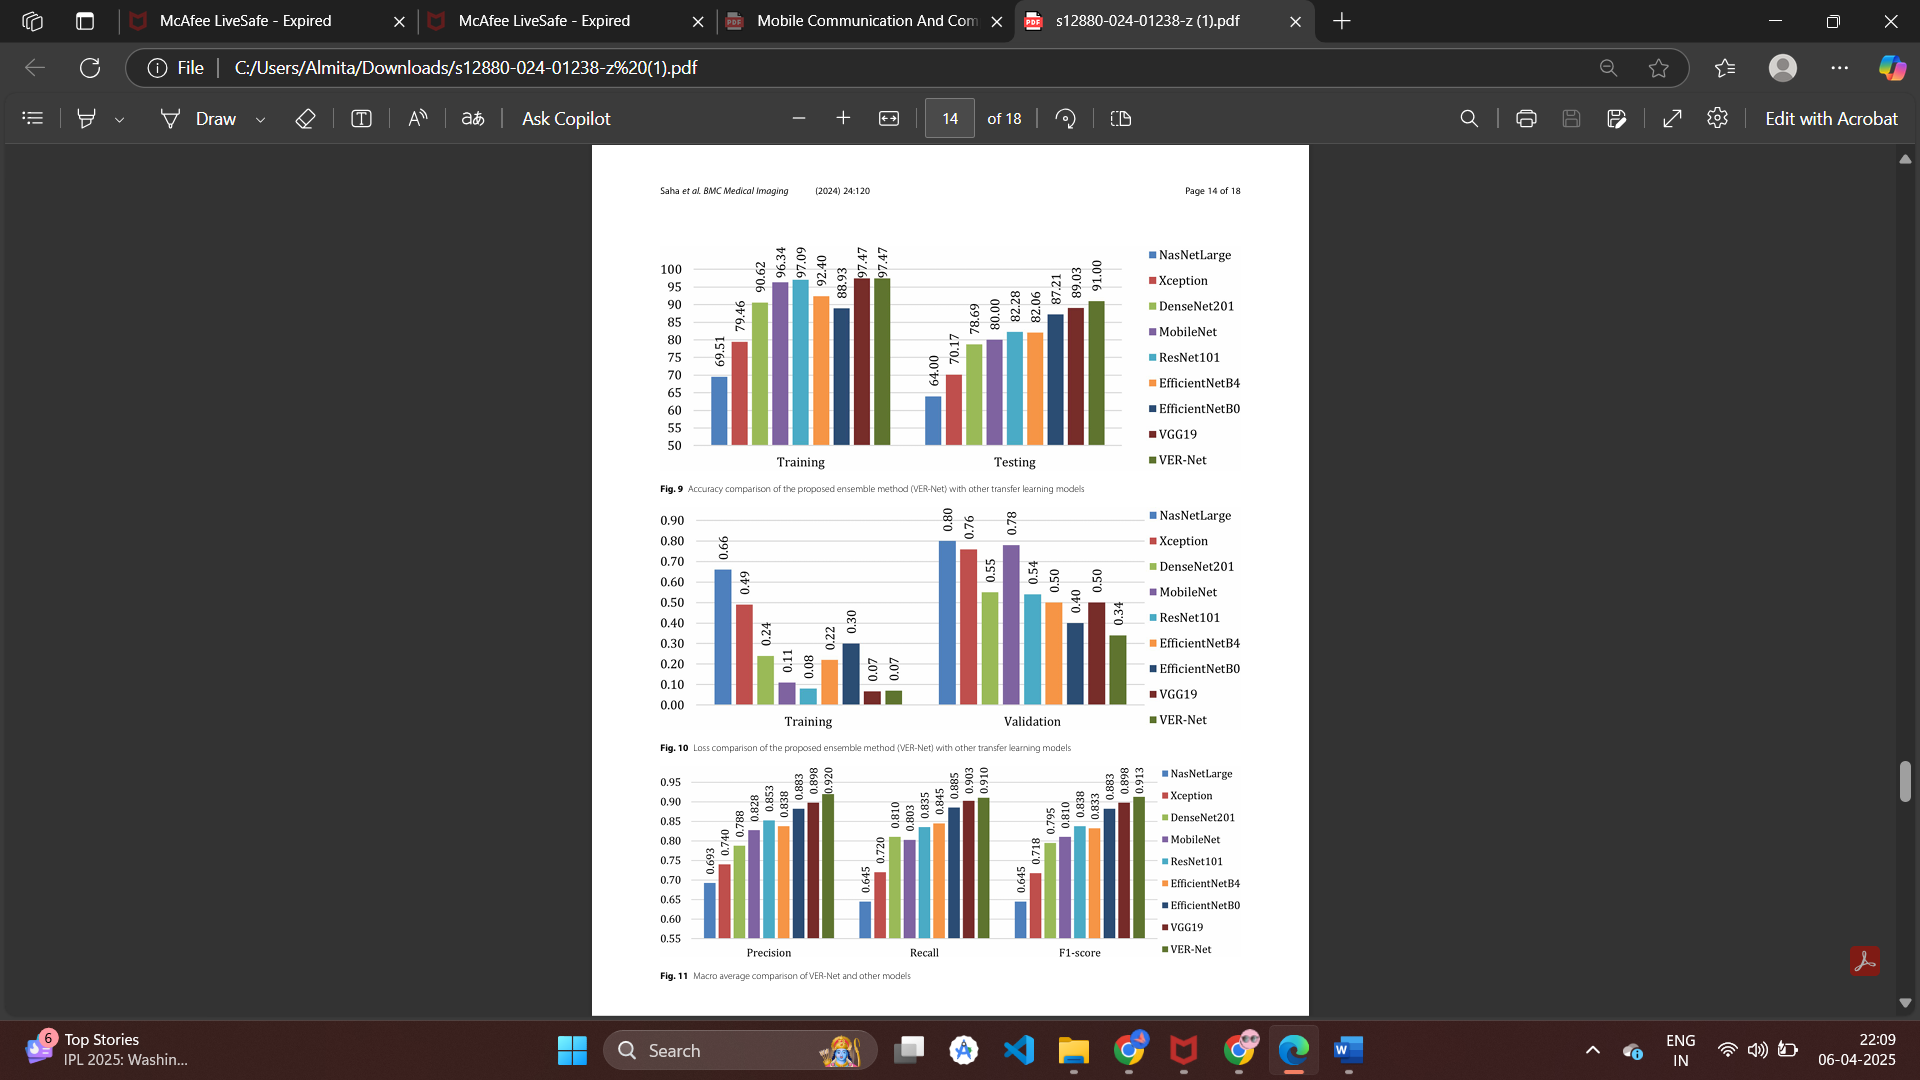 McAfee LiveSafe - Expired
McAfee LiveSafe - Expired
Mobile Communication And Com
s12880-024-01238-z (1).pdf
File
C:/Users/Almita/Downloads/s12880-024-01238-z%20(1).pdf
Draw
Ask Copilot
14 of 18
Edit with Acrobat
Saha et al. BMC Medical Imaging (2024) 24:120
Page 14 of 18
100
95
90
85
80
75
70
65
60
55
50
69.51 79.46 90.62 96.34 97.09 92.40 88.93 97.47 97.47
64.00 70.17 78.69 80.00 82.28 82.06 87.21 89.03 91.00
Training Testing
NasNetLarge
Xception
DenseNet201
MobileNet
ResNet101
EfficientNetB4
EfficientNetB0
VGG19
VER-Net
Fig. 9 Accuracy comparison of the proposed ensemble method (VER-Net) with other transfer learning models
0.90
0.80
0.70
0.60
0.50
0.40
0.30
0.20
0.10
0.00
0.66 0.49 0.24 0.11 0.08 0.22 0.30 0.07 0.07
0.80 0.76 0.55 0.78 0.54 0.50 0.40 0.50 0.34
Training Validation
NasNetLarge
Xception
DenseNet201
MobileNet
ResNet101
EfficientNetB4
EfficientNetB0
VGG19
VER-Net
Fig. 10 Loss comparison of the proposed ensemble method (VER-Net) with other transfer learning models
0.95
0.90
0.85
0.80
0.75
0.70
0.65
0.60
0.55
0.693 0.740 0.788 0.828 0.853 0.838 0.883 0.898 0.920
0.645 0.720 0.810 0.803 0.835 0.845 0.885 0.903 0.910
0.645 0.718 0.795 0.810 0.838 0.833 0.883 0.898 0.913
Precision Recall F1-score
NasNetLarge
Xception
DenseNet201
MobileNet
ResNet101
EfficientNetB4
EfficientNetB0
VGG19
VER-Net
Fig. 11 Macro average comparison of VER-Net and other models
6
Top Stories
IPL 2025: Washin...
Search
ENG
IN
22:09
06-04-2025